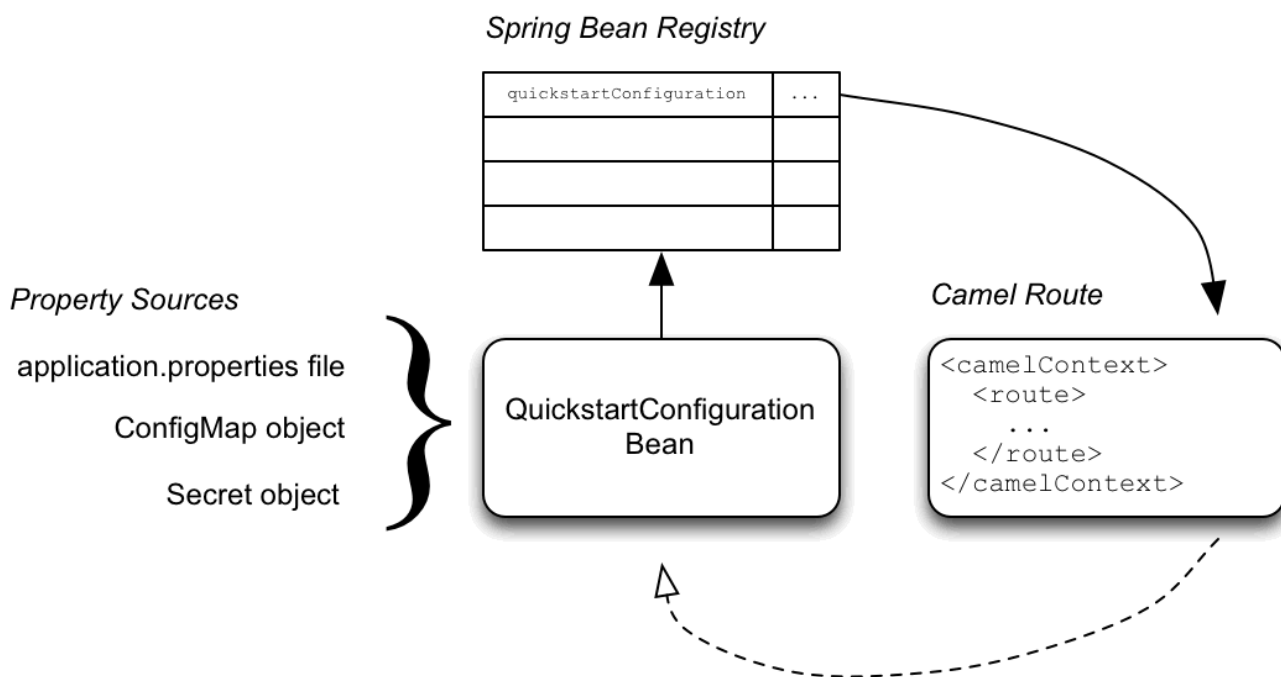 Spring Bean Registry
quickstartConfiguration ...
Property Sources
application.properties file
ConfigMap object
Secret object
QuickstartConfiguration
Bean
Camel Route
<camelContext>
  <route>
    ...
  </route>
</camelContext>